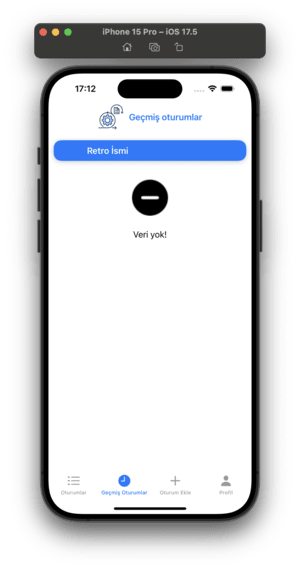 iPhone 15 Pro – iOS 17.5
17:12
Geçmiş oturumlar
Retro İsmi
Veri yok!
Oturumlar
Geçmiş Oturumlar
Oturum Ekle
Profil